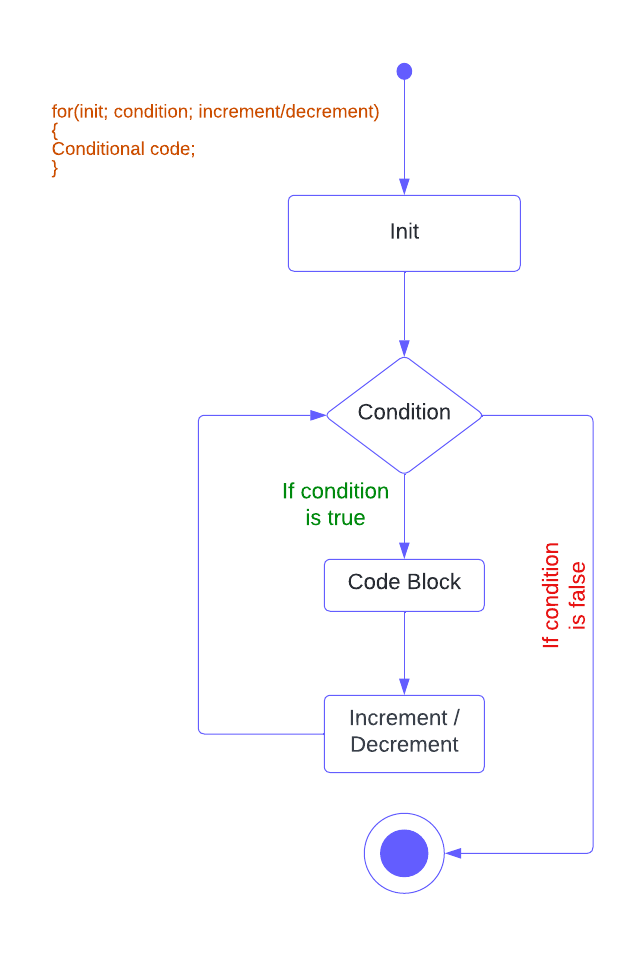 for(init; condition; increment/decrement)
{
Conditional code;
}
Init
Condition
If condition
is true
Code Block
If condition
is false
Increment /
Decrement